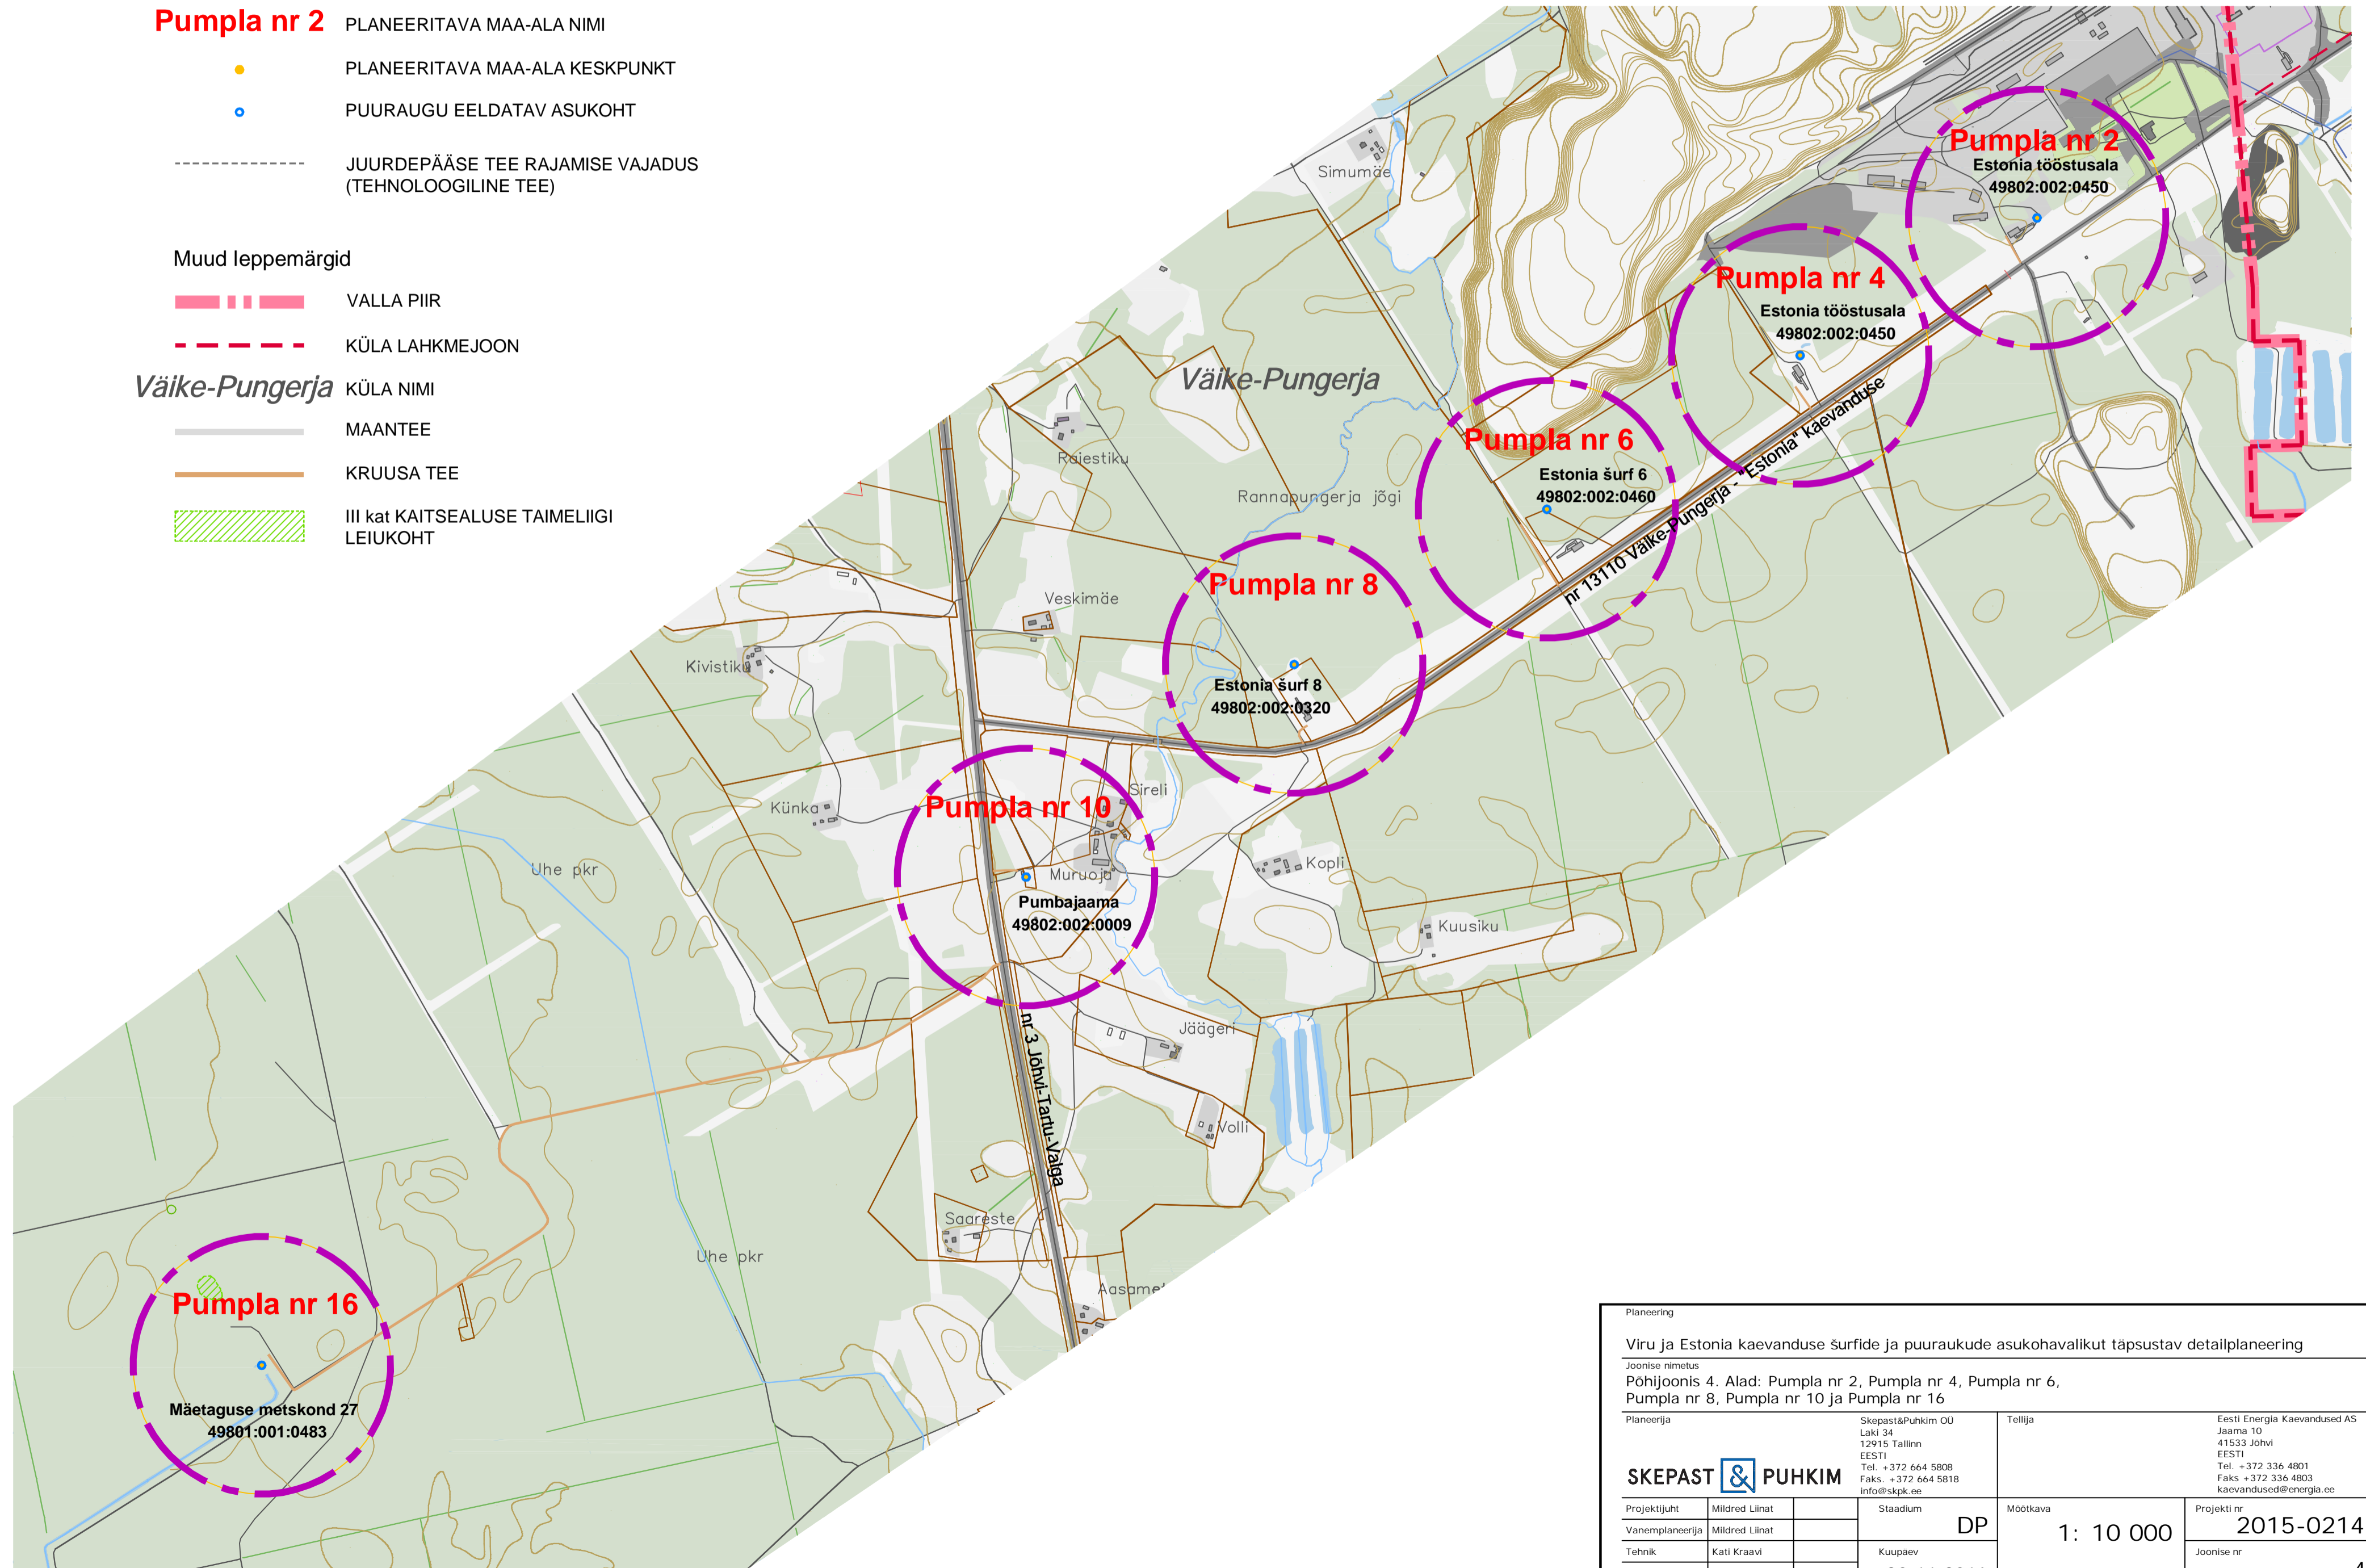 Pumpla nr 2 PLANEERITAVA MAA-ALA NIMI
PLANEERITAVA MAA-ALA KESKPUNKT
PUURAUGU EELDATAV ASUKOHT
JUURDEPÄÄSE TEE RAJAMISE VAJADUS
(TEHNOLOOGILINE TEE)
Muud leppemärgid
VALLA PIIR
KÜLA LAHKMEJOON
Väike-Pungerja KÜLA NIMI
MAANTEE
KRUUSA TEE
III kat KAITSEALUSE TAIMELIIGI
LEIUKOHT
Pumpla nr 2
Estonia tööstusala
49802:002:0450
Simumäe
Pumpla nr 4
Estonia tööstusala
49802:002:0450
Väike-Pungerja
Pumpla nr 6
Estonia šurf 6
49802:002:0460
nr 13110 Väike-Pungerja - "Estonia" kaevanduse
Raiestiku
Rannapungerja jõgi
Pumpla nr 8
Estonia šurf 8
49802:002:0320
Veskimäe
Kivistiku
Künka
Pumpla nr 10
Sireli
Muruoja
Pumbajaama
49802:002:0009
Kopli
Kuusiku
Uhe pkr
Jäägeri
nr 3 Jõhvi-Tartu-Valga
Volli
Saareste
Uhe pkr
Pumpla nr 16
Mäetaguse metskond 27
49801:001:0483
Planeering
Viru ja Estonia kaevanduse šurfide ja puuraukude asukohavalikut täpsustav detailplaneering
Joonise nimetus
Põhijoonis 4. Alad: Pumpla nr 2, Pumpla nr 4, Pumpla nr 6,
Pumpla nr 8, Pumpla nr 10 ja Pumpla nr 16
Planeerija
SKEPAST & PUHKIM
Skepast&Puhkim OÜ
Laki 34
12915 Tallinn
EESTI
Tel. +372 664 5808
Faks. +372 664 5818
info@skpk.ee
Tellija
Eesti Energia Kaevandused AS
Jaama 10
41533 Jõhvi
EESTI
Tel. +372 336 4801
Faks +372 336 4803
kaevandused@energia.ee
Projektijuht Mildred Liinat
Vanemplaneerija Mildred Liinat
Tehnik Kati Kraavi
Staadium
DP
Kuupäev
Mõõtkava
1: 10 000
Projekti nr
2015-0214
Joonise nr